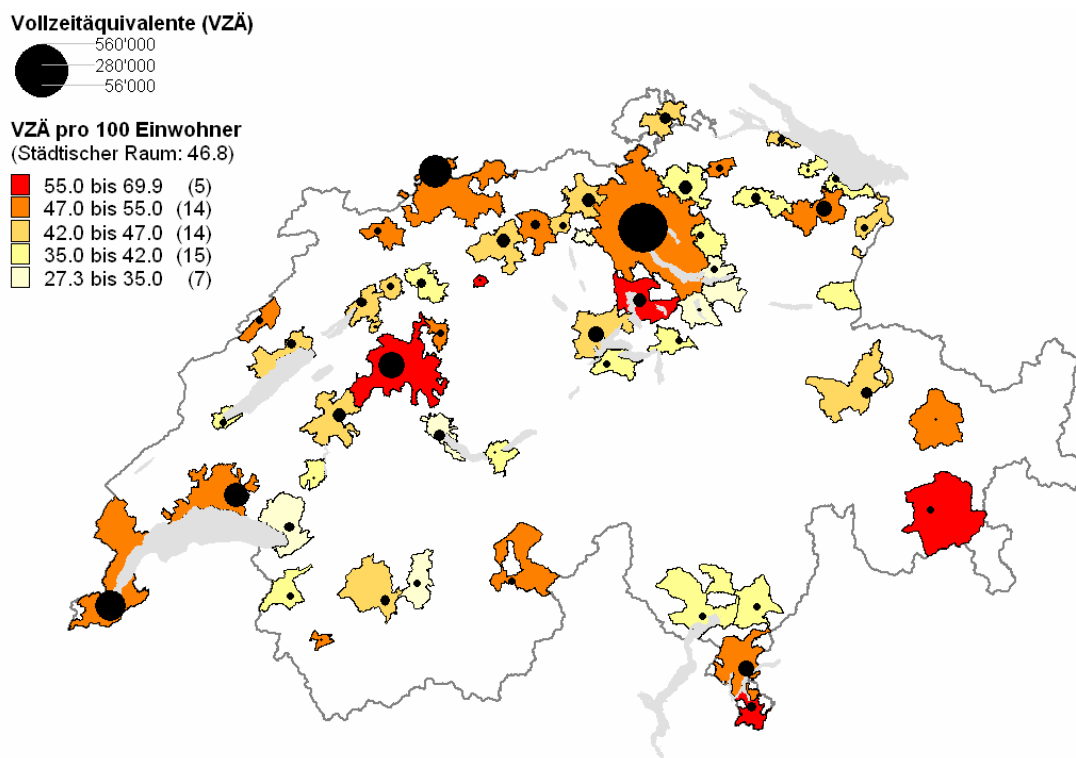 Vollzeitäquivalente (VZÄ)
560'000
280'000
56'000
VZÄ pro 100 Einwohner
(Städtischer Raum: 46.8)
55.0 bis 69.9 (5)
47.0 bis 55.0 (14)
42.0 bis 47.0 (14)
35.0 bis 42.0 (15)
27.3 bis 35.0 (7)